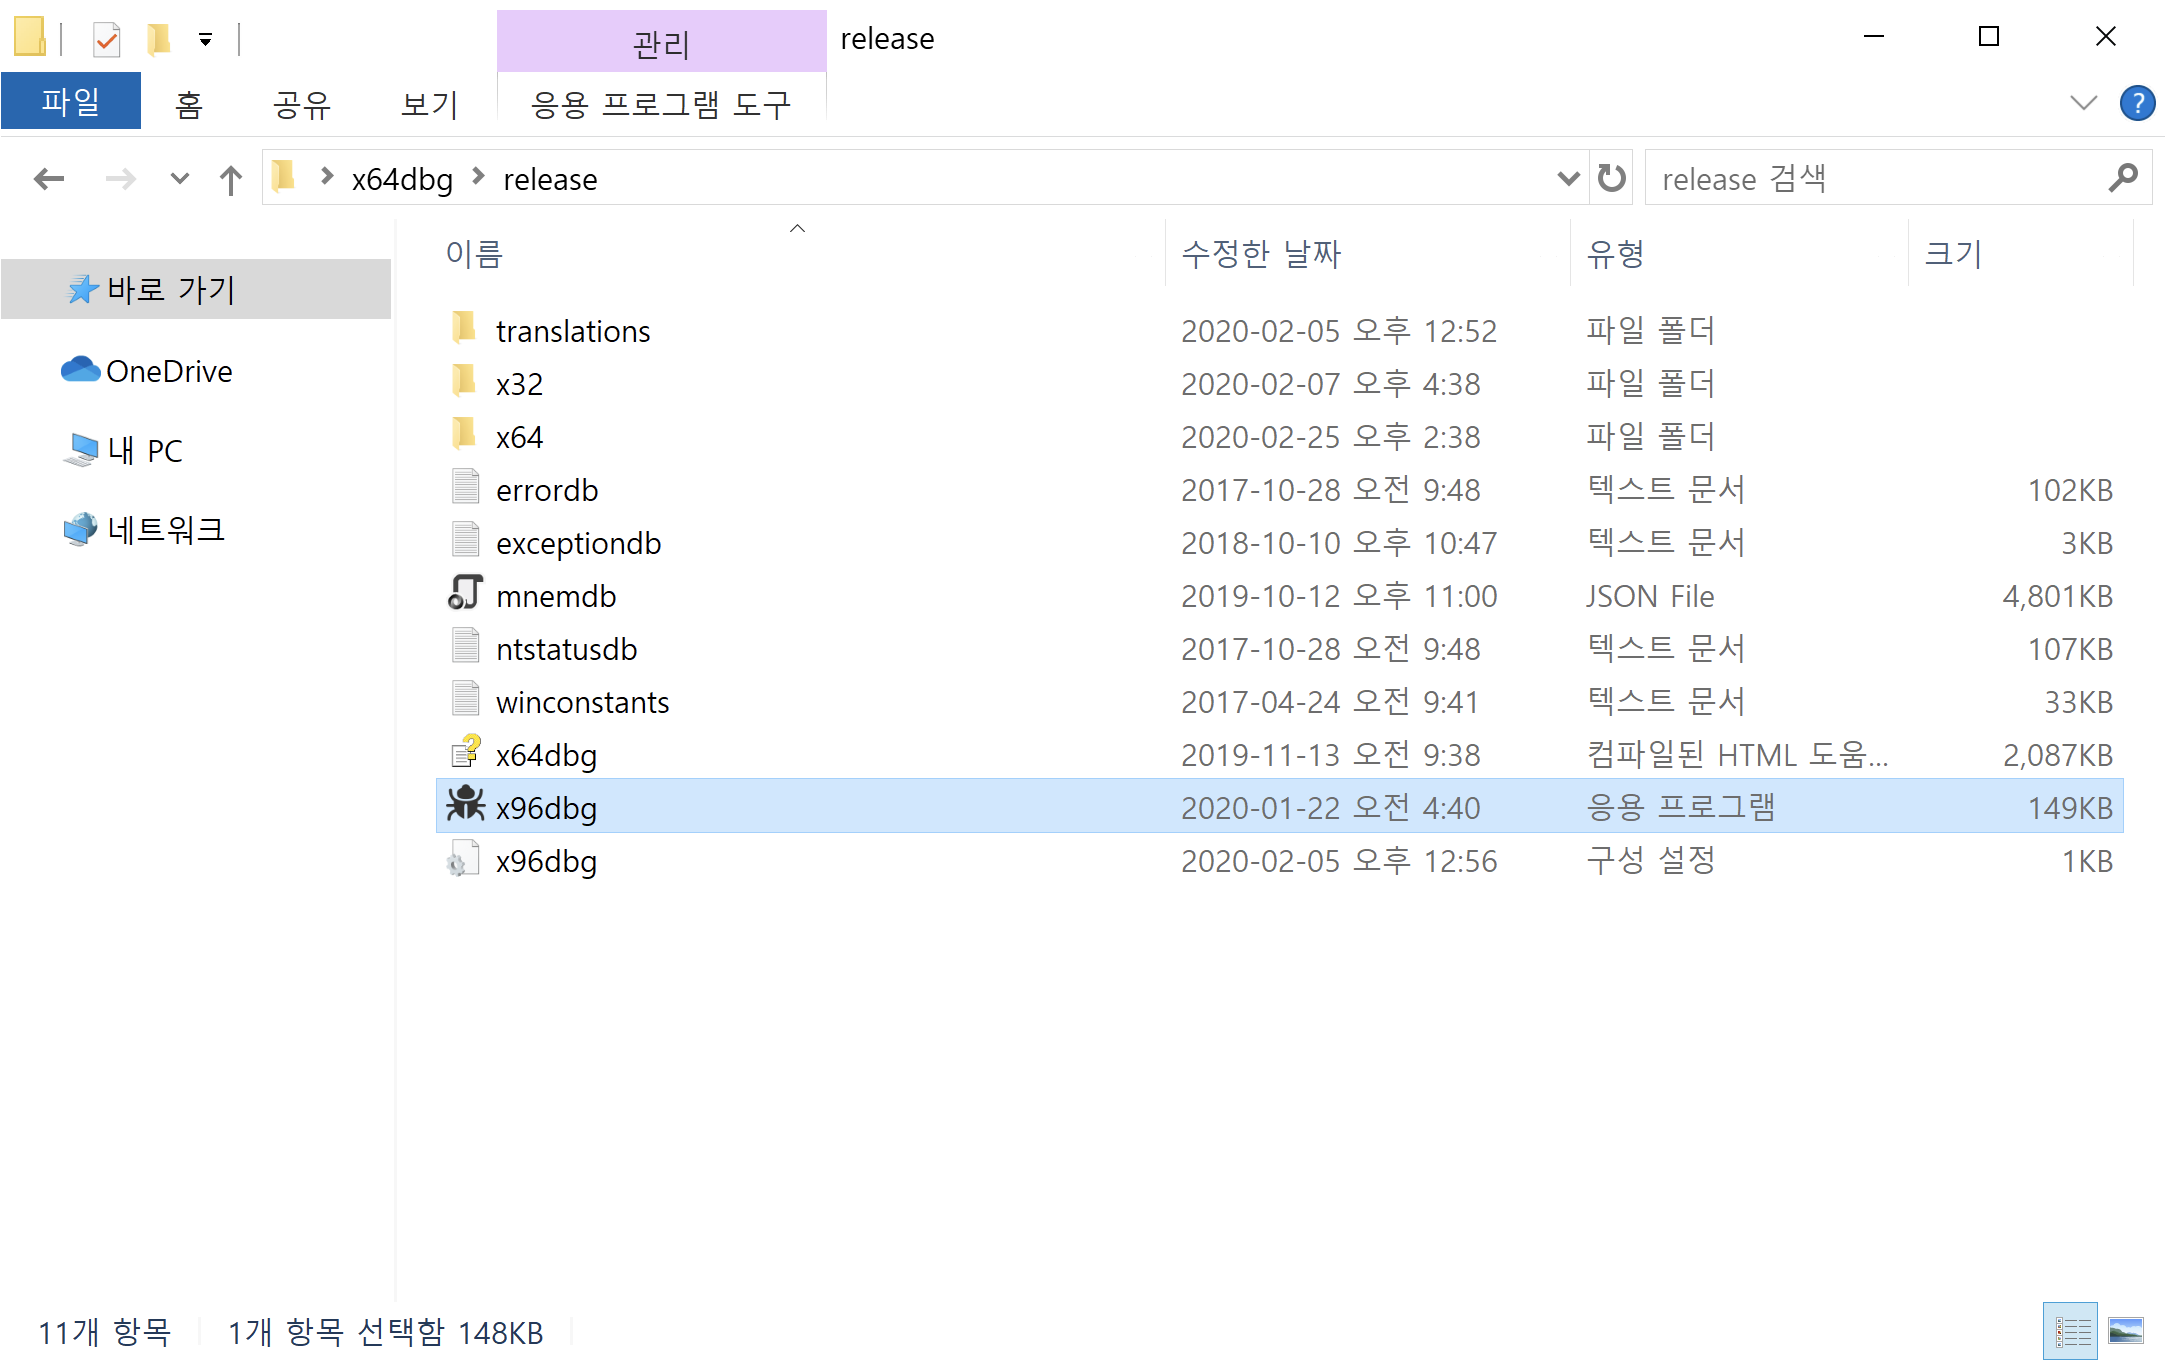 관리
release
파일 홈 공유 보기 응용 프로그램 도구
x64dbg release
release 검색
이름 수정한 날짜 유형 크기
바로 가기
OneDrive
내 PC
네트워크
translations 2020-02-05 오후 12:52 파일 폴더
x32 2020-02-07 오후 4:38 파일 폴더
x64 2020-02-25 오후 2:38 파일 폴더
errordb 2017-10-28 오전 9:48 텍스트 문서 102KB
exceptiondb 2018-10-10 오후 10:47 텍스트 문서 3KB
mnemdb 2019-10-12 오후 11:00 JSON File 4,801KB
ntstatusdb 2017-10-28 오전 9:48 텍스트 문서 107KB
winconstants 2017-04-24 오전 9:41 텍스트 문서 33KB
x64dbg 2019-11-13 오전 9:38 컴파일된 HTML 도움... 2,087KB
x96dbg 2020-01-22 오전 4:40 응용 프로그램 149KB
x96dbg 2020-02-05 오후 12:56 구성 설정 1KB
11개 항목 1개 항목 선택함 148KB